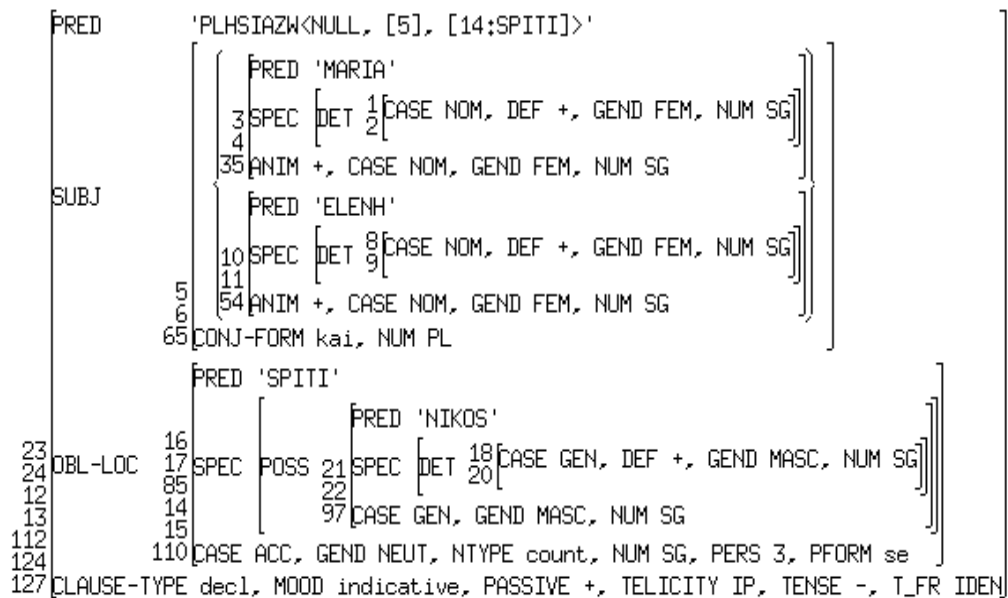 PRED 'PLHSIAZW<NULL, [5], [14:SPITI]>'
PRED 'MARIA'
3 SPEC DET 1 CASE NOM, DEF +, GEND FEM, NUM SG
2
4
35 ANIM +, CASE NOM, GEND FEM, NUM SG
SUBJ
PRED 'ELENH'
10 SPEC DET 8 CASE NOM, DEF +, GEND FEM, NUM SG
9
11
5 54 ANIM +, CASE NOM, GEND FEM, NUM SG
6
65 CONJ-FORM kai, NUM PL
PRED 'SPITI'
PRED 'NIKOS'
23 OBL-LOC 16 SPEC POSS 21 SPEC DET 18 CASE GEN, DEF +, GEND MASC, NUM SG
24 17 20
12 85 22
13 14 97 CASE GEN, GEND MASC, NUM SG
112 15
124 110 CASE ACC, GEND NEUT, NTYPE count, NUM SG, PERS 3, PFORM se
127 CLAUSE-TYPE decl, MOOD indicative, PASSIVE +, TELICITY IP, TENSE -, T_FR IDEN